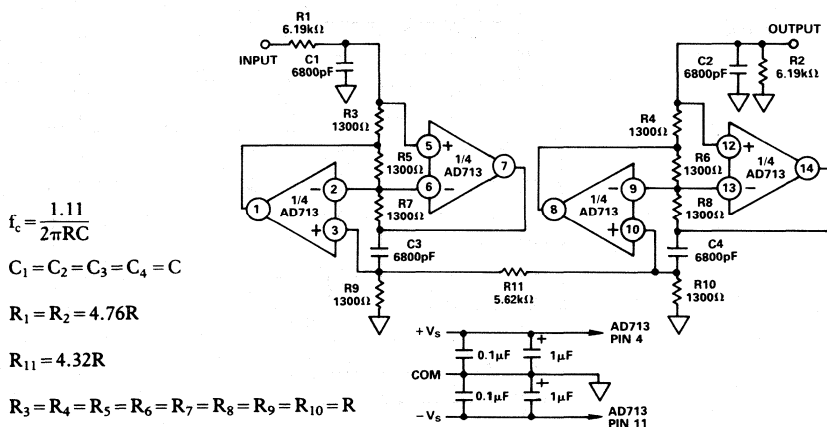 R1
6.19kΩ
INPUT
C1
6800pF
R3
1300Ω
R5
1300Ω
R7
1300Ω
5
+
6
−
7
1/4
AD713
1
2
−
3
+
1/4
AD713
C3
6800pF
R9
1300Ω
R11
5.62kΩ
OUTPUT
C2
6800pF
R2
6.19kΩ
R4
1300Ω
R6
1300Ω
R8
1300Ω
12
+
13
−
14
1/4
AD713
8
9
−
10
+
1/4
AD713
C4
6800pF
R10
1300Ω
+VS
0.1μF
+
1μF
AD713
PIN 4
COM
0.1μF
+
1μF
−VS
AD713
PIN 11
fc = 1.11
2πRC
C1 = C2 = C3 = C4 = C
R1 = R2 = 4.76R
R11 = 4.32R
R3 = R4 = R5 = R6 = R7 = R8 = R9 = R10 = R